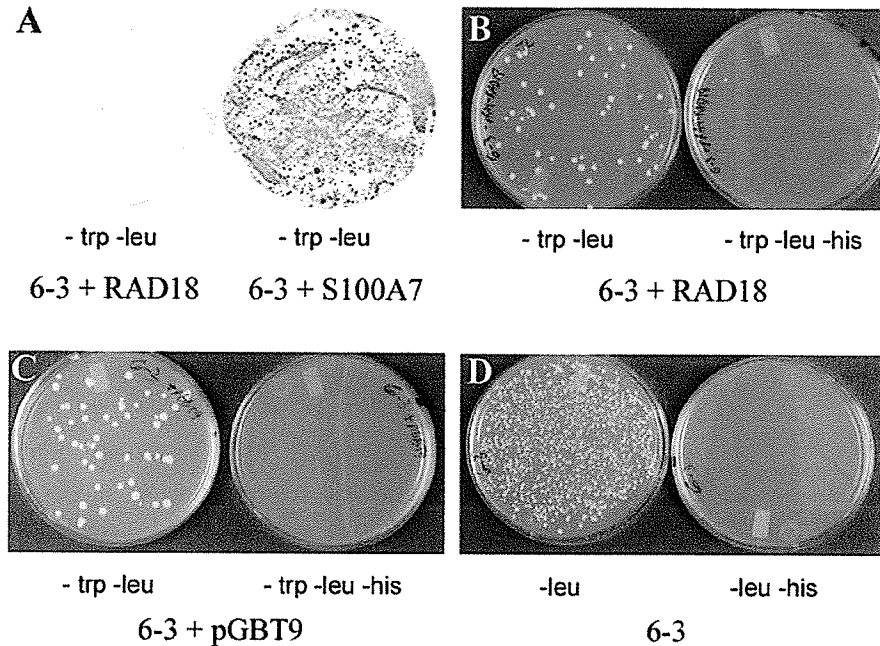 A
- trp -leu
- trp -leu
6-3 + RAD18
6-3 + S100A7
B
- trp -leu
- trp -leu -his
6-3 + RAD18
C
- trp -leu
- trp -leu -his
6-3 + pGBT9
D
-leu
-leu -his
6-3